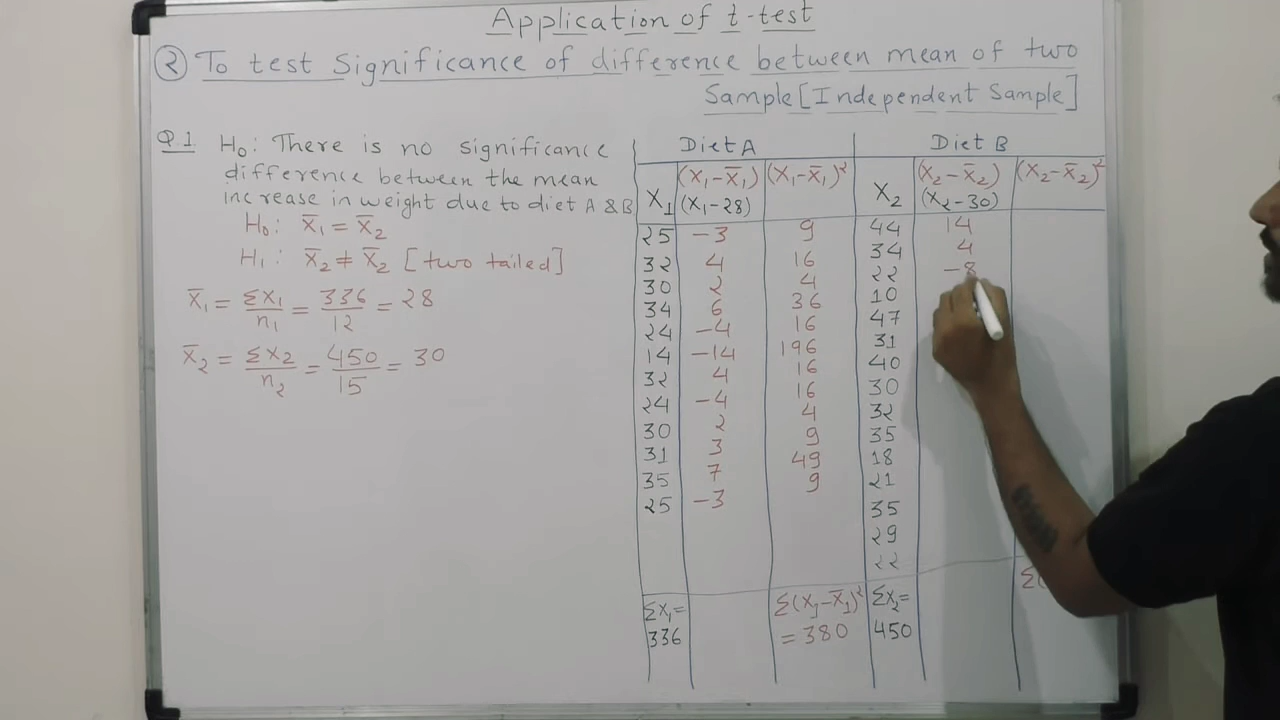 Application of t-test
② To test Significance of difference between mean of two
Sample [Independent Sample]
Q1 H₀: There is no significance
difference between the mean
increase in weight due to diet A & B
H₀: X̄₁ = X̄₂
H₁: X̄₂ ≠ X̄₂ [two tailed]
X̄₁ = ΣX₁/n₁ = 336/12 = 28
X̄₂ = ΣX₂/n₂ = 450/15 = 30
Diet A Diet B
X₁ (X₁-X̄₁) (X₁-28) (X₁-X̄₁)² X₂ (X₂-X̄₂) (X₂-30) (X₂-X̄₂)²
25 -3 9 44 14
32 4 16 34 4
30 2 4 22 -8
34 6 36 10
24 -4 16 47
14 -14 196 31
32 4 16 40
24 -4 16 30
30 2 4 32
31 3 9 35
35 7 49 18
25 -3 9 21
35
29
22
ΣX₁= 336 Σ(X₁-X̄₁)² = 380 ΣX₂= 450 Σ(